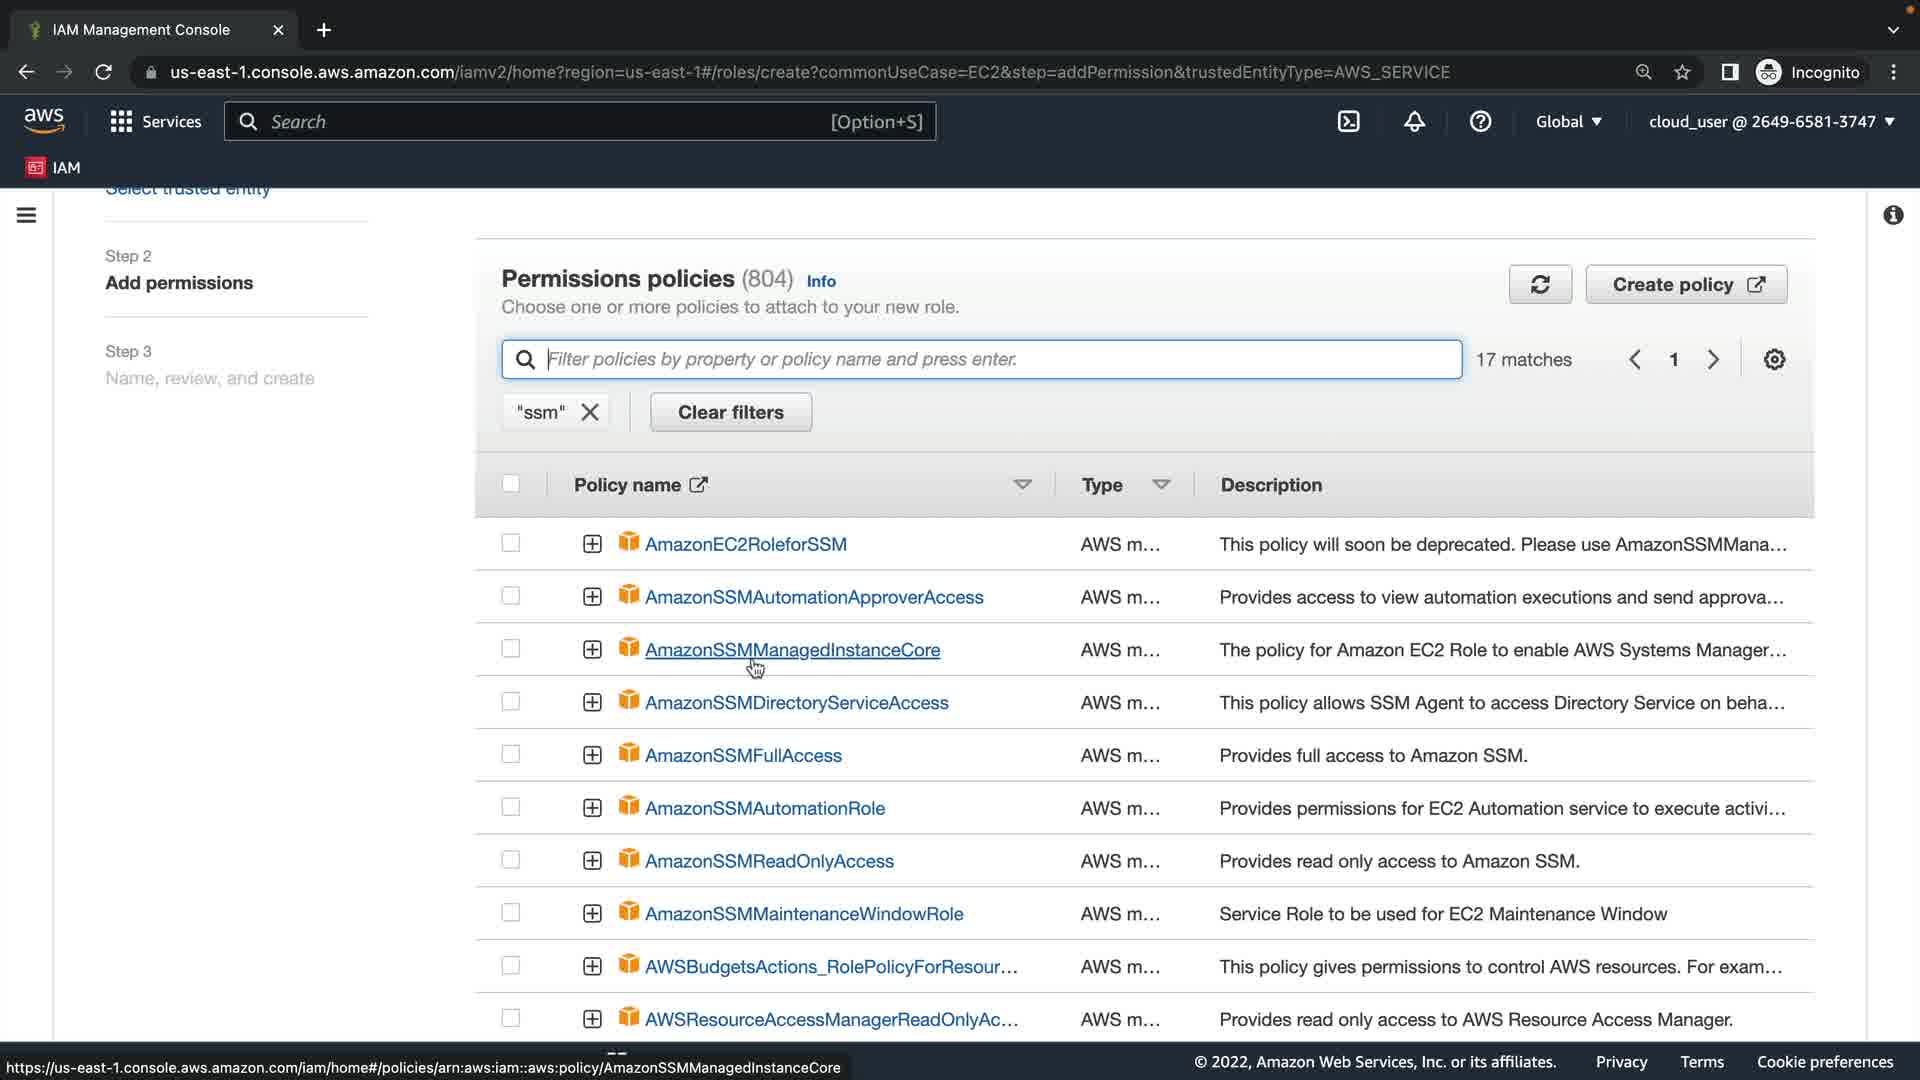 IAM Management Console
us-east-1.console.aws.amazon.com/iamv2/home?region=us-east-1#/roles/create?commonUseCase=EC2&step=addPermission&trustedEntityType=AWS_SERVICE
Incognito
aws
Services
Search
[Option+S]
Global
cloud_user @ 2649-6581-3747
IAM
Select trusted entity
Step 2
Add permissions
Step 3
Name, review, and create
Permissions policies (804) Info
Choose one or more policies to attach to your new role.
Create policy
Filter policies by property or policy name and press enter.
17 matches
1
"ssm"
Clear filters
Policy name Type Description
AmazonEC2RoleforSSM AWS m... This policy will soon be deprecated. Please use AmazonSSMMana...
AmazonSSMAutomationApproverAccess AWS m... Provides access to view automation executions and send approva...
AmazonSSMManagedInstanceCore AWS m... The policy for Amazon EC2 Role to enable AWS Systems Manager...
AmazonSSMDirectoryServiceAccess AWS m... This policy allows SSM Agent to access Directory Service on beha...
AmazonSSMFullAccess AWS m... Provides full access to Amazon SSM.
AmazonSSMAutomationRole AWS m... Provides permissions for EC2 Automation service to execute activi...
AmazonSSMReadOnlyAccess AWS m... Provides read only access to Amazon SSM.
AmazonSSMMaintenanceWindowRole AWS m... Service Role to be used for EC2 Maintenance Window
AWSBudgetsActions_RolePolicyForResour... AWS m... This policy gives permissions to control AWS resources. For exam...
AWSResourceAccessManagerReadOnlyAc... AWS m... Provides read only access to AWS Resource Access Manager.
https://us-east-1.console.aws.amazon.com/iam/home#/policies/arn:aws:iam::aws:policy/AmazonSSMManagedInstanceCore
© 2022, Amazon Web Services, Inc. or its affiliates. Privacy Terms Cookie preferences